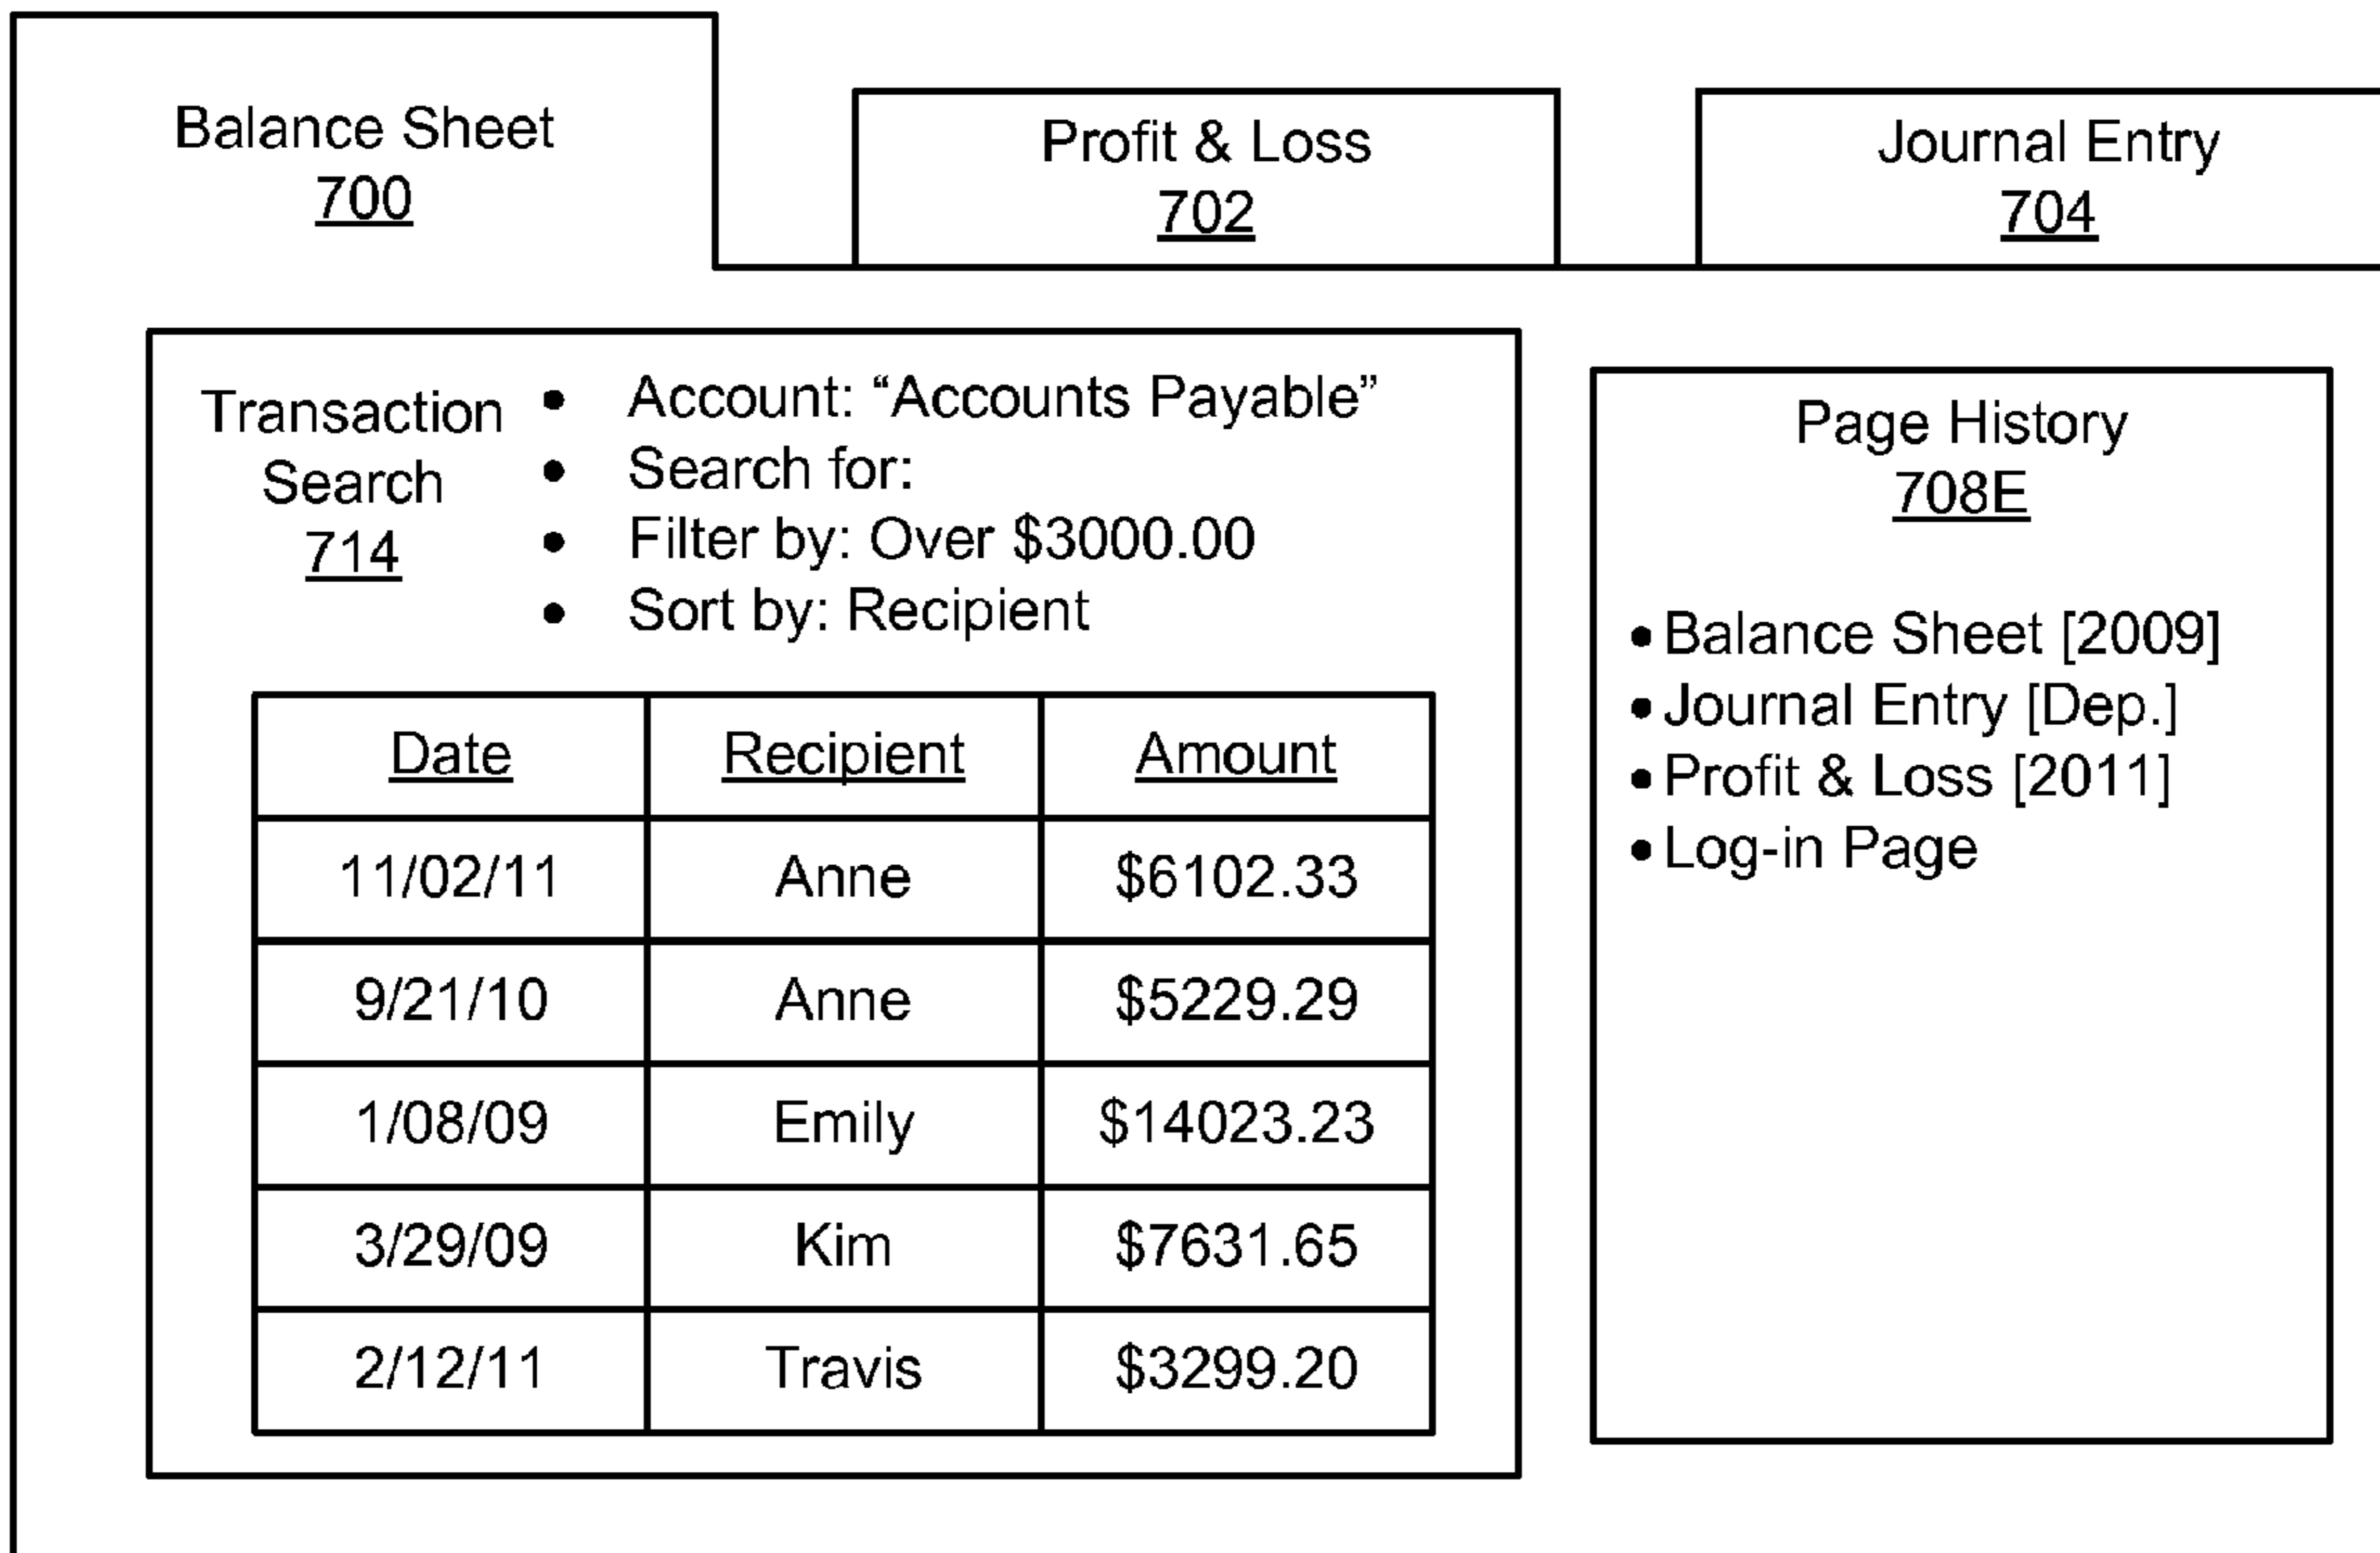 Balance Sheet
700
Profit & Loss
702
Journal Entry
704
Transaction
Search
714
• Account: “Accounts Payable”
• Search for:
• Filter by: Over $3000.00
• Sort by: Recipient
Date Recipient Amount
11/02/11 Anne $6102.33
9/21/10 Anne $5229.29
1/08/09 Emily $14023.23
3/29/09 Kim $7631.65
2/12/11 Travis $3299.20
Page History
708E
• Balance Sheet [2009]
• Journal Entry [Dep.]
• Profit & Loss [2011]
• Log-in Page